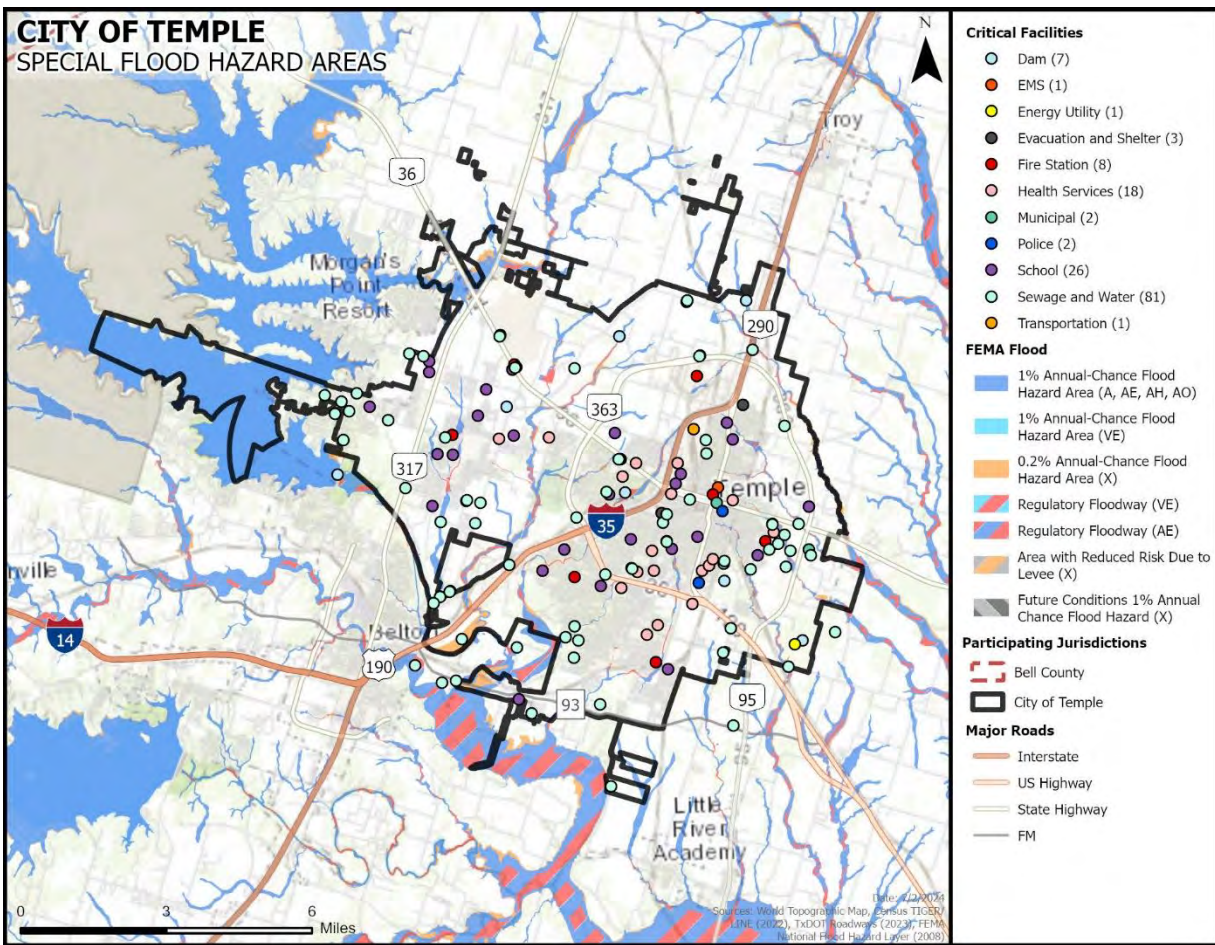 CITY OF TEMPLE
SPECIAL FLOOD HAZARD AREAS
N
Troy
36
Morgan's
Point
Resort
290
363
317
Temple
35
nville
14
Belton
190
93
95
Little
River
Academy
0 3 6
Miles
Date: 7/2/2024
Sources: World Topographic Map, Census TIGER/
LINE (2022), TxDOT Roadways (2023), FEMA
National Flood Hazard Layer (2008)
Critical Facilities
Dam (7)
EMS (1)
Energy Utility (1)
Evacuation and Shelter (3)
Fire Station (8)
Health Services (18)
Municipal (2)
Police (2)
School (26)
Sewage and Water (81)
Transportation (1)
FEMA Flood
1% Annual-Chance Flood
Hazard Area (A, AE, AH, AO)
1% Annual-Chance Flood
Hazard Area (VE)
0.2% Annual-Chance Flood
Hazard Area (X)
Regulatory Floodway (VE)
Regulatory Floodway (AE)
Area with Reduced Risk Due to
Levee (X)
Future Conditions 1% Annual
Chance Flood Hazard (X)
Participating Jurisdictions
Bell County
City of Temple
Major Roads
Interstate
US Highway
State Highway
FM